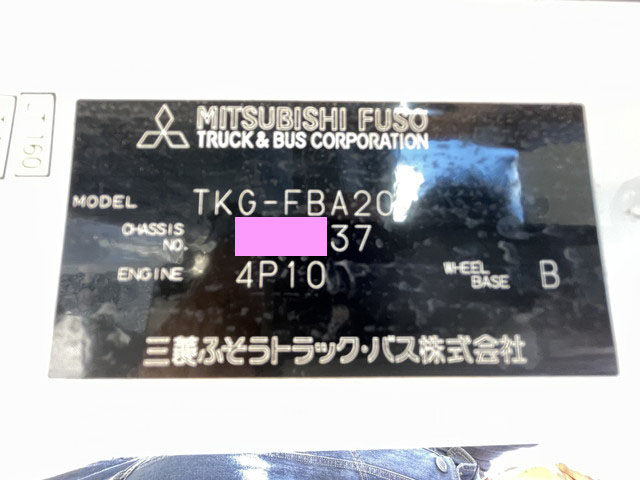 MITSUBISHI FUSO
TRUCK & BUS CORPORATION
MODEL TKG-FBA20
CHASSIS NO. 37
ENGINE 4P10 WHEEL BASE B
三菱ふそうトラック・バス株式会社
160